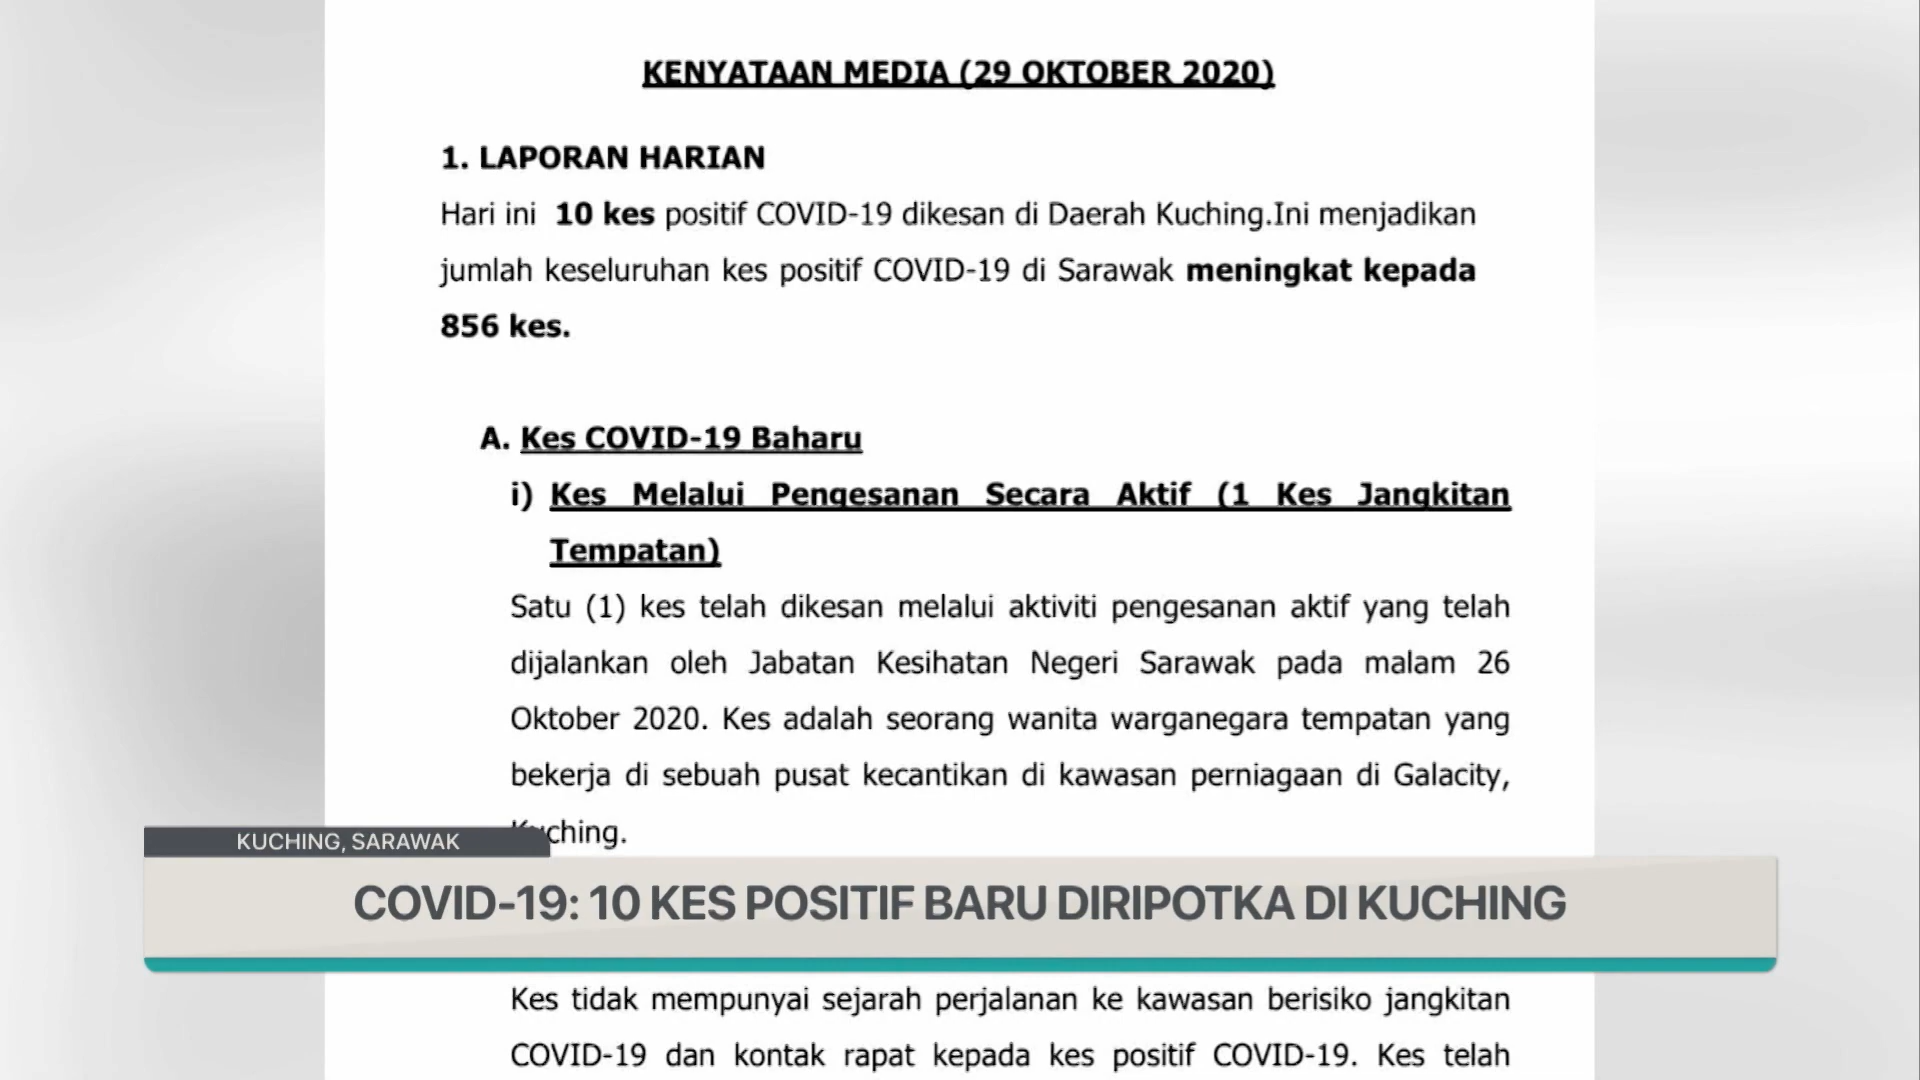 KENYATAAN MEDIA (29 OKTOBER 2020)
1. LAPORAN HARIAN
Hari ini 10 kes positif COVID-19 dikesan di Daerah Kuching.Ini menjadikan
jumlah keseluruhan kes positif COVID-19 di Sarawak meningkat kepada
856 kes.
A. Kes COVID-19 Baharu
i) Kes Melalui Pengesanan Secara Aktif (1 Kes Jangkitan
Tempatan)
Satu (1) kes telah dikesan melalui aktiviti pengesanan aktif yang telah
dijalankan oleh Jabatan Kesihatan Negeri Sarawak pada malam 26
Oktober 2020. Kes adalah seorang wanita warganegara tempatan yang
bekerja di sebuah pusat kecantikan di kawasan perniagaan di Galacity,
Kuching.
KUCHING, SARAWAK
COVID-19: 10 KES POSITIF BARU DIRIPOTKA DI KUCHING
Kes tidak mempunyai sejarah perjalanan ke kawasan berisiko jangkitan
COVID-19 dan kontak rapat kepada kes positif COVID-19. Kes telah